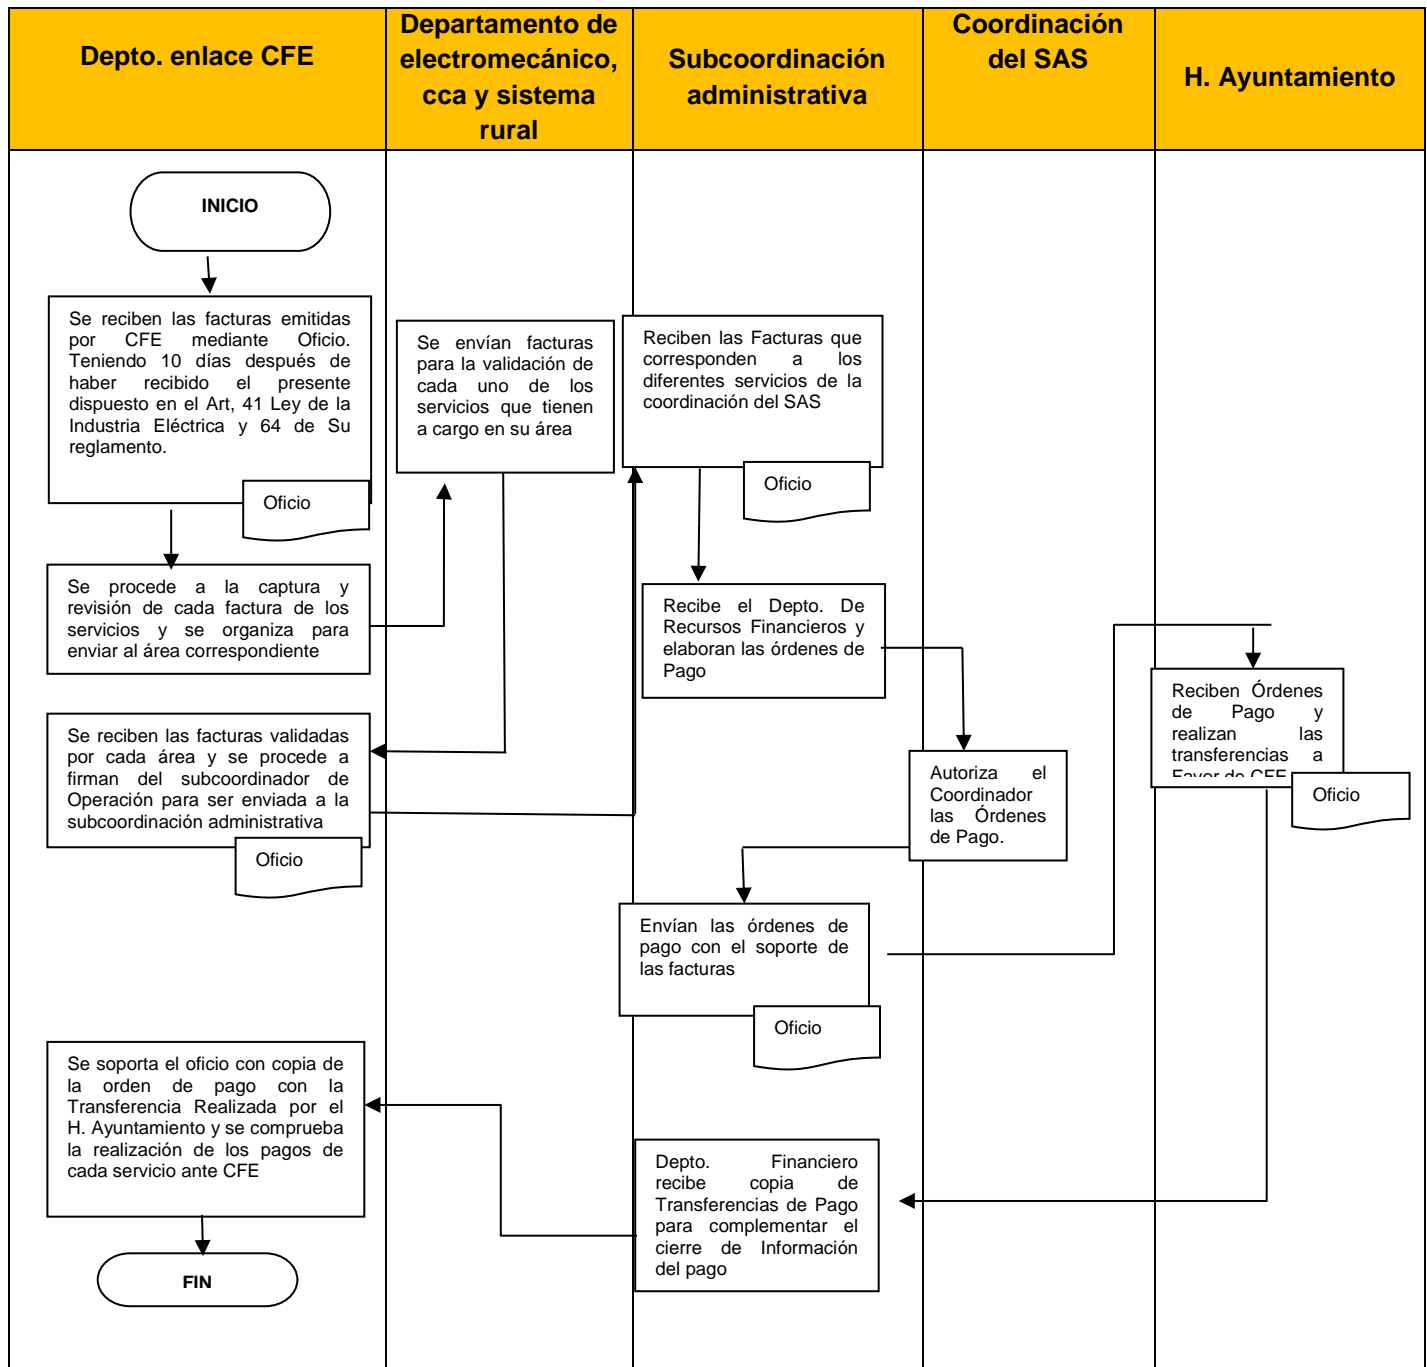 Depto. enlace CFE
Departamento de
electromecánico,
cca y sistema
rural
Subcoordinación
administrativa
Coordinación
del SAS
H. Ayuntamiento
INICIO
Se reciben las facturas emitidas
por CFE mediante Oficio.
Teniendo 10 días después de
haber recibido el presente
dispuesto en el Art, 41 Ley de la
Industria Eléctrica y 64 de Su
reglamento.
Oficio
Se envían facturas
para la validación de
cada uno de los
servicios que tienen
a cargo en su área
Reciben las Facturas que
corresponden a los
diferentes servicios de la
coordinación del SAS
Oficio
Se procede a la captura y
revisión de cada factura de los
servicios y se organiza para
enviar al área correspondiente
Recibe el Depto. De
Recursos Financieros y
elaboran las órdenes de
Pago
Reciben Órdenes
de Pago y
realizan las
transferencias a
Favor de CFE
Oficio
Se reciben las facturas validadas
por cada área y se procede a
firman del subcoordinador de
Operación para ser enviada a la
subcoordinación administrativa
Oficio
Autoriza el
Coordinador
las Órdenes
de Pago.
Envían las órdenes de
pago con el soporte de
las facturas
Oficio
Se soporta el oficio con copia de
la orden de pago con la
Transferencia Realizada por el
H. Ayuntamiento y se comprueba
la realización de los pagos de
cada servicio ante CFE
Depto. Financiero
recibe copia de
Transferencias de Pago
para complementar el
cierre de Información
del pago
FIN